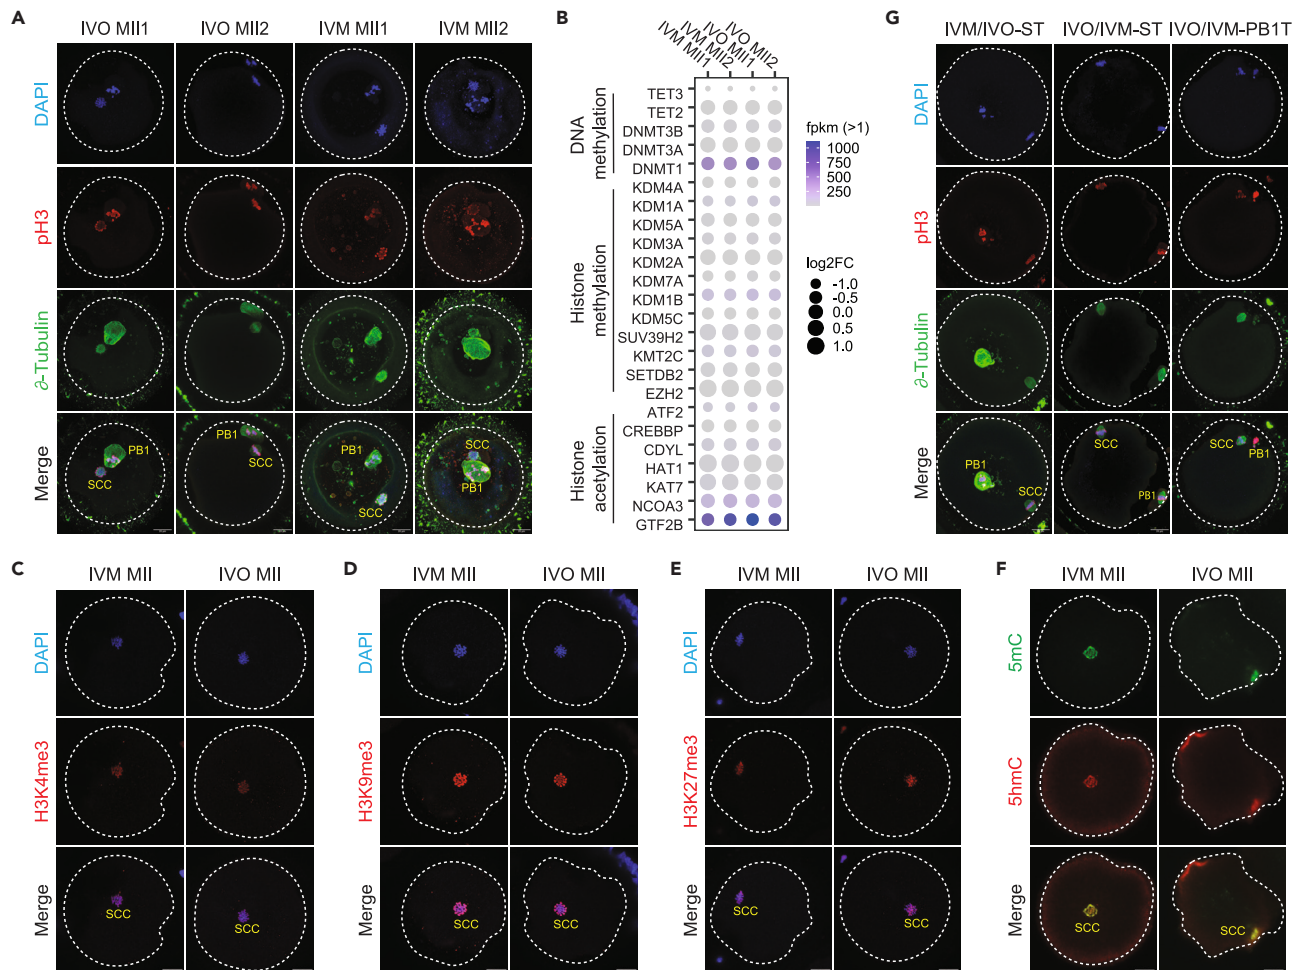 A
IVO MII1
IVO MII2
IVM MII1
IVM MII2
DAPI
pH3
∂-Tubulin
Merge
PB1
SCC
PB1
SCC
PB1
SCC
SCC
PB1
B
IVM MII1
IVM MII2
IVO MII1
IVO MII2
DNA
methylation
Histone
methylation
Histone
acetylation
TET3
TET2
DNMT3B
DNMT3A
DNMT1
KDM4A
KDM1A
KDM5A
KDM3A
KDM2A
KDM7A
KDM1B
KDM5C
SUV39H2
KMT2C
SETDB2
EZH2
ATF2
CREBBP
CDYL
HAT1
KAT7
NCOA3
GTF2B
fpkm (>1)
1000
750
500
250
log2FC
-1.0
-0.5
0.0
0.5
1.0
G
IVM/IVO-ST
IVO/IVM-ST
IVO/IVM-PB1T
DAPI
pH3
∂-Tubulin
Merge
PB1
SCC
SCC
PB1
SCC
PB1
C
IVM MII
IVO MII
DAPI
H3K4me3
Merge
SCC
SCC
D
IVM MII
IVO MII
DAPI
H3K9me3
Merge
SCC
SCC
E
IVM MII
IVO MII
DAPI
H3K27me3
Merge
SCC
SCC
F
IVM MII
IVO MII
5mC
5hmC
Merge
SCC
SCC